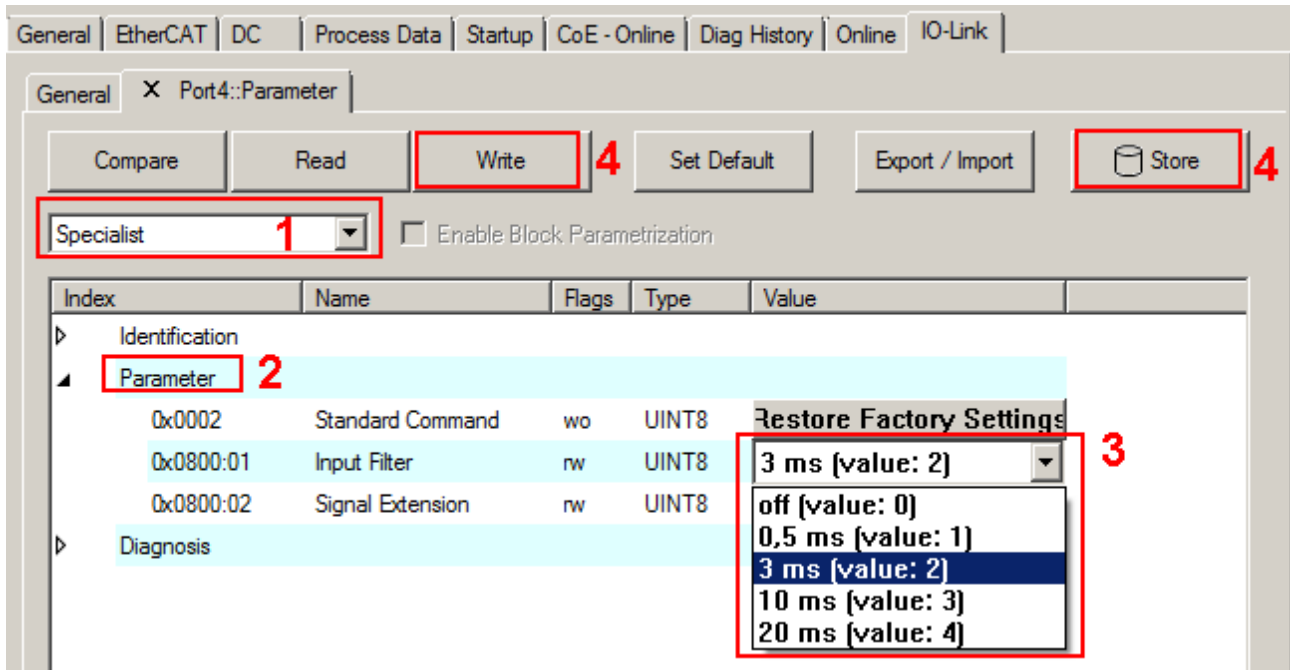 General EtherCAT DC Process Data Startup CoE - Online Diag History Online IO-Link
General X Port4::Parameter
Compare Read Write 4 Set Default Export / Import Store 4
Specialist 1 Enable Block Parametrization
Index Name Flags Type Value
Identification
Parameter 2
0x0002 Standard Command wo UINT8 Restore Factory Settings
0x0800:01 Input Filter rw UINT8 3 ms (value: 2) 3
0x0800:02 Signal Extension rw UINT8 off (value: 0)
0,5 ms (value: 1)
Diagnosis
3 ms (value: 2)
10 ms (value: 3)
20 ms (value: 4)